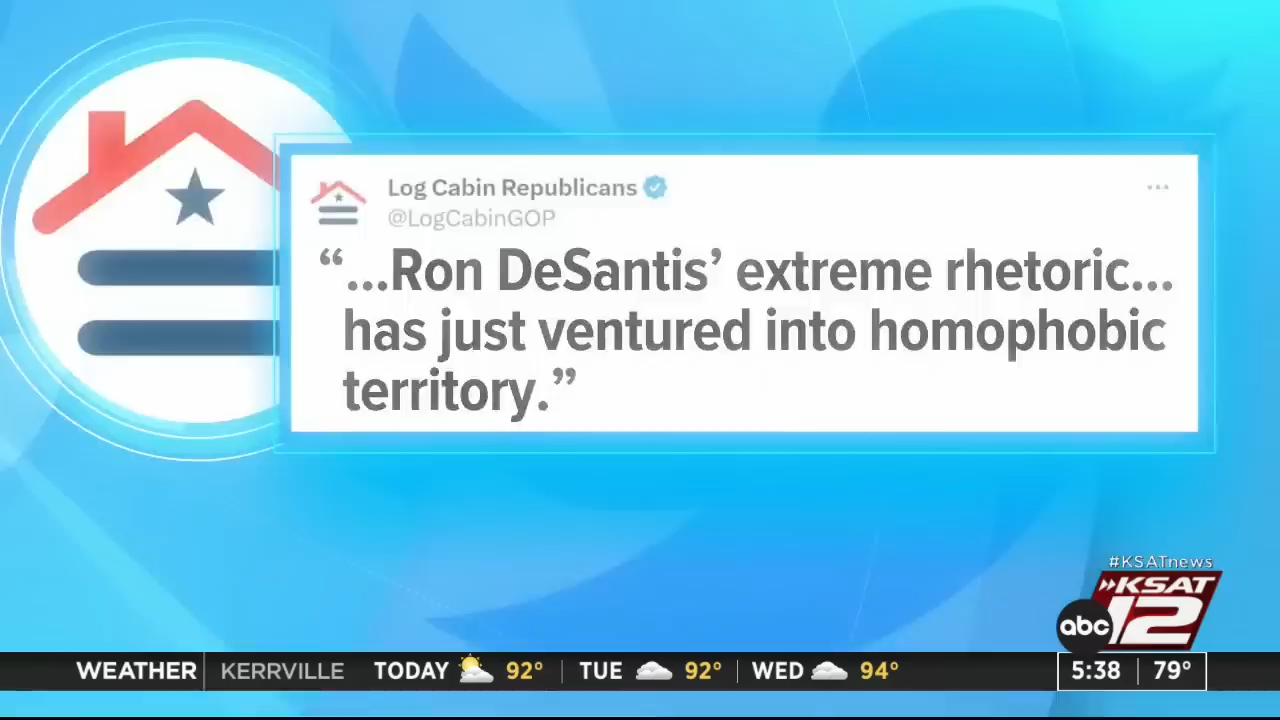 Log Cabin Republicans
@LogCabinGOP
“...Ron DeSantis’ extreme rhetoric...
has just ventured into homophobic
territory.”
#KSATnews
KSAT
abc 12
WEATHER KERRVILLE TODAY 92° TUE 92° WED 94° 5:38 79°